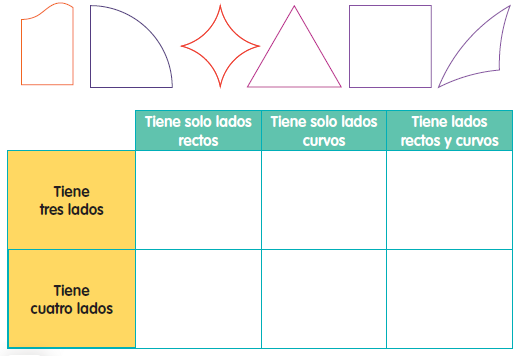 Tiene solo lados
rectos
Tiene solo lados
curvos
Tiene lados
rectos y curvos
Tiene
tres lados
Tiene
cuatro lados